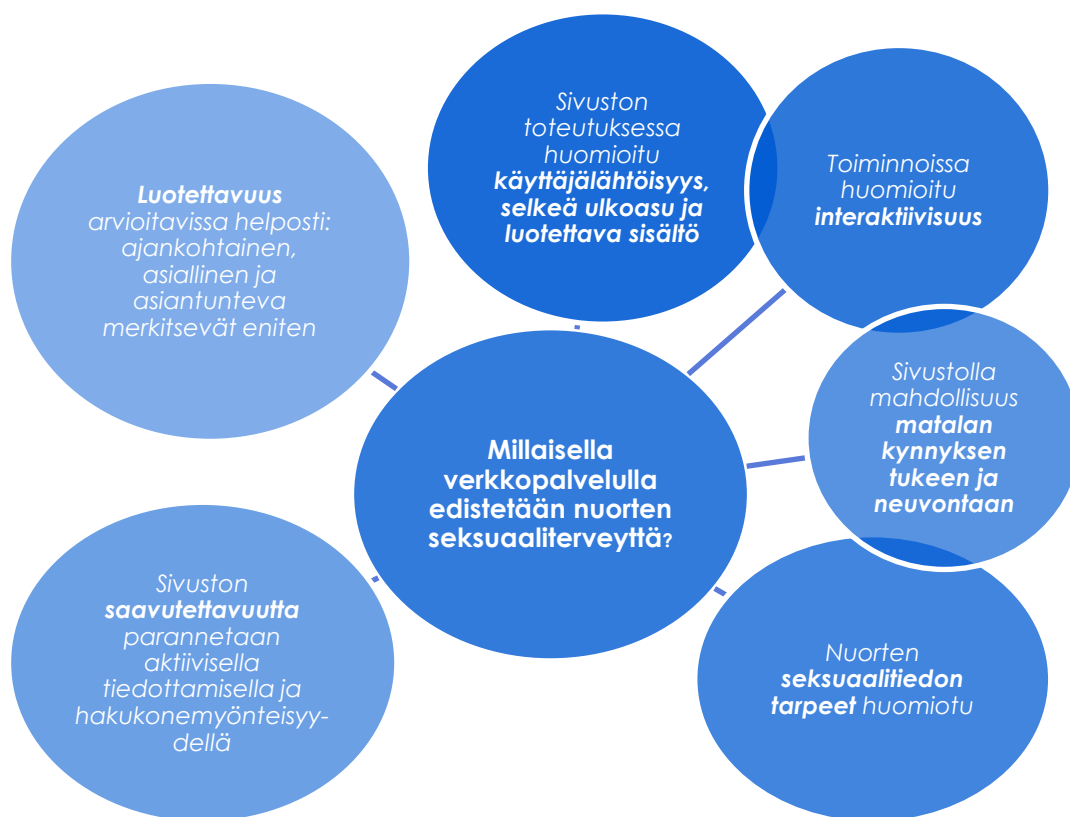 Sivuston
toteutuksessa
huomioitu
käyttäjälähtöisyys,
selkeä ulkoasu ja
luotettava sisältö
Toiminnoissa
huomioitu
interaktiivisuus
Luotettavuus
arvioitavissa helposti:
ajankohtainen,
asiallinen ja
asiantunteva
merkitsevät eniten
Sivustolla
mahdollisuus
matalan
kynnyksen
tukeen ja
neuvontaan
Millaisella
verkkopalvelulla
edistetään nuorten
seksuaaliterveyttä?
Sivuston
saavutettavuutta
parannetaan
aktiivisella
tiedottamisella ja
hakukonemyönteisyy-
dellä
Nuorten
seksuaalitiedon
tarpeet huomiotu